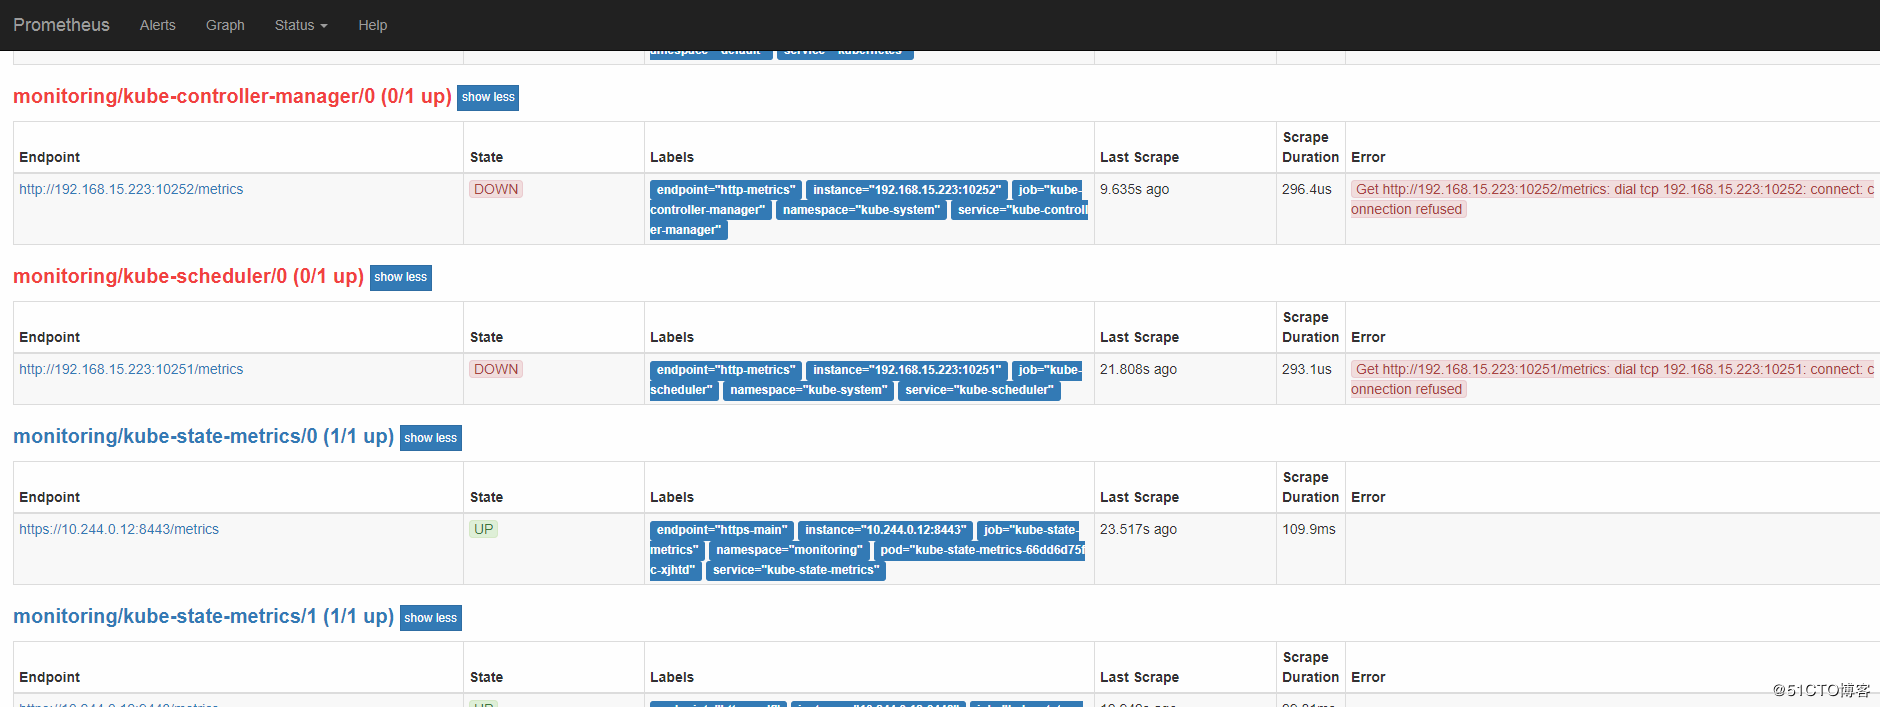 Prometheus Alerts Graph Status Help
monitoring/kube-controller-manager/0 (0/1 up) show less
Endpoint State Labels Last Scrape Scrape Duration Error
http://192.168.15.223:10252/metrics DOWN endpoint="http-metrics" instance="192.168.15.223:10252" job="kube- 9.635s ago 296.4us Get http://192.168.15.223:10252/metrics: dial tcp 192.168.15.223:10252: connect: c
controller-manager" namespace="kube-system" service="kube-controll onnection refused
er-manager"
monitoring/kube-scheduler/0 (0/1 up) show less
Endpoint State Labels Last Scrape Scrape Duration Error
http://192.168.15.223:10251/metrics DOWN endpoint="http-metrics" instance="192.168.15.223:10251" job="kube- 21.808s ago 293.1us Get http://192.168.15.223:10251/metrics: dial tcp 192.168.15.223:10251: connect: c
scheduler" namespace="kube-system" service="kube-scheduler" onnection refused
monitoring/kube-state-metrics/0 (1/1 up) show less
Endpoint State Labels Last Scrape Scrape Duration Error
https://10.244.0.12:8443/metrics UP endpoint="https-main" instance="10.244.0.12:8443" job="kube-state- 23.517s ago 109.9ms
metrics" namespace="monitoring" pod="kube-state-metrics-66dd6d75f
c-xjhtd" service="kube-state-metrics"
monitoring/kube-state-metrics/1 (1/1 up) show less
Endpoint State Labels Last Scrape Scrape Duration Error
@51CTO博客